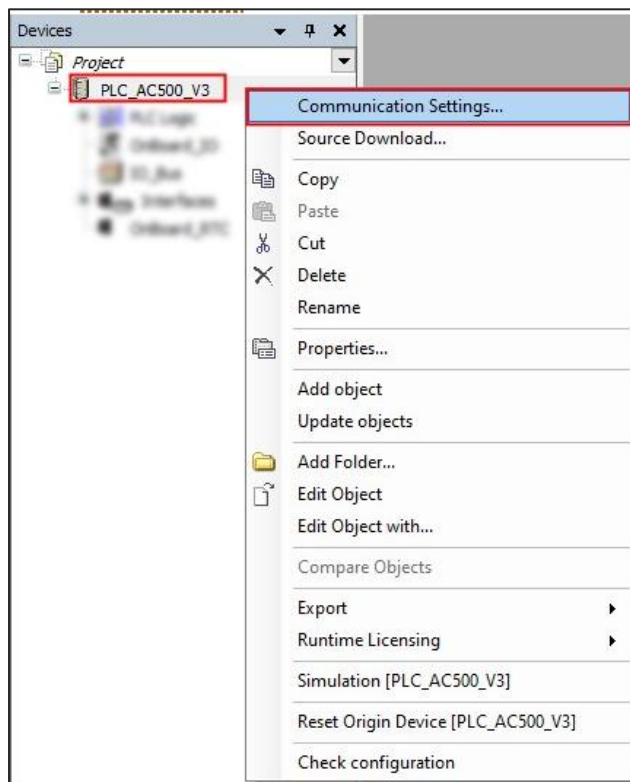 Devices
Project
PLC_AC500_V3
Communication Settings...
Source Download...
Copy
Paste
Cut
Delete
Rename
Properties...
Add object
Update objects
Add Folder...
Edit Object
Edit Object with...
Compare Objects
Export
Runtime Licensing
Simulation [PLC_AC500_V3]
Reset Origin Device [PLC_AC500_V3]
Check configuration